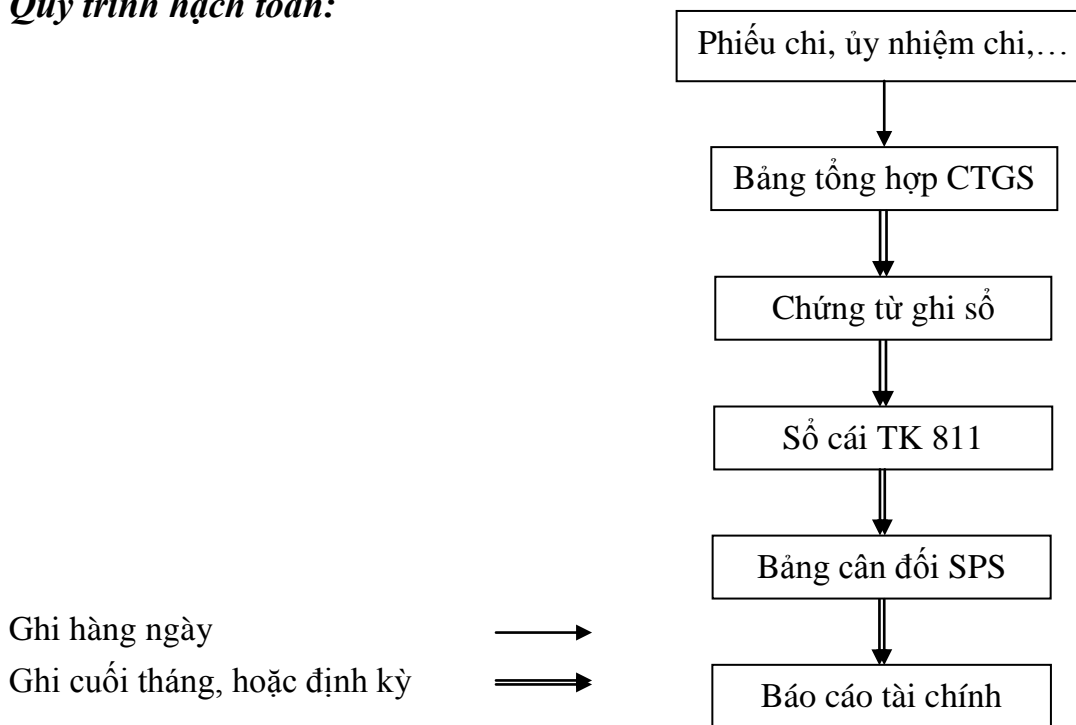 Quy trình hạch toán:
Phiếu chi, ủy nhiệm chi,…
Bảng tổng hợp CTGS
Chứng từ ghi sổ
Sổ cái TK 811
Bảng cân đối SPS
Ghi hàng ngày
Ghi cuối tháng, hoặc định kỳ
Báo cáo tài chính